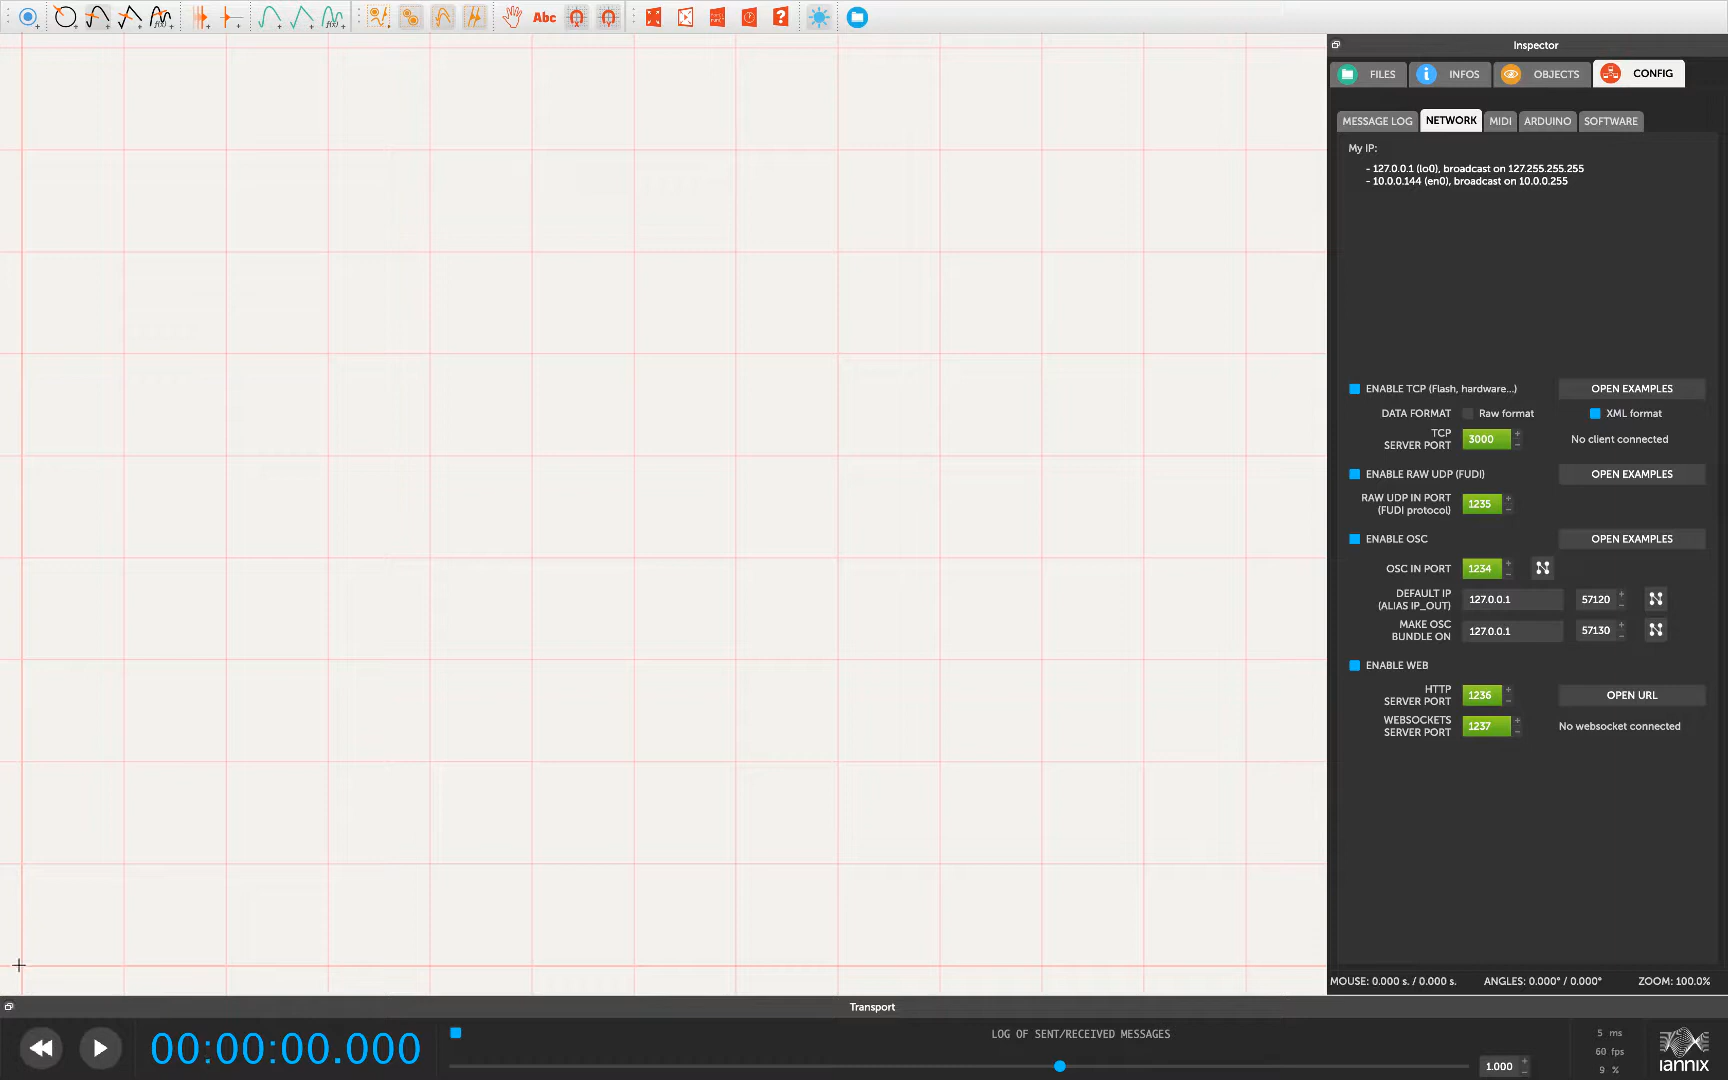 Abc
f(x)
f(x)
?
Inspector
FILES INFOS OBJECTS CONFIG
MESSAGE LOG NETWORK MIDI ARDUINO SOFTWARE
My IP:
- 127.0.0.1 (lo0), broadcast on 127.255.255.255
- 10.0.0.144 (en0), broadcast on 10.0.0.255
ENABLE TCP (Flash, hardware...) OPEN EXAMPLES
DATA FORMAT Raw format XML format
TCP
SERVER PORT 3000 No client connected
ENABLE RAW UDP (FUDI) OPEN EXAMPLES
RAW UDP IN PORT
(FUDI protocol) 1235
ENABLE OSC OPEN EXAMPLES
OSC IN PORT 1234
DEFAULT IP
(ALIAS IP_OUT) 127.0.0.1 57120
MAKE OSC
BUNDLE ON 127.0.0.1 57130
ENABLE WEB
HTTP
SERVER PORT 1236 OPEN URL
WEBSOCKETS
SERVER PORT 1237 No websocket connected
MOUSE: 0.000 s. / 0.000 s. ANGLES: 0.000° / 0.000° ZOOM: 100.0%
Transport
00:00:00.000
LOG OF SENT/RECEIVED MESSAGES
1.000
5 ms
60 fps
9 %
iannix